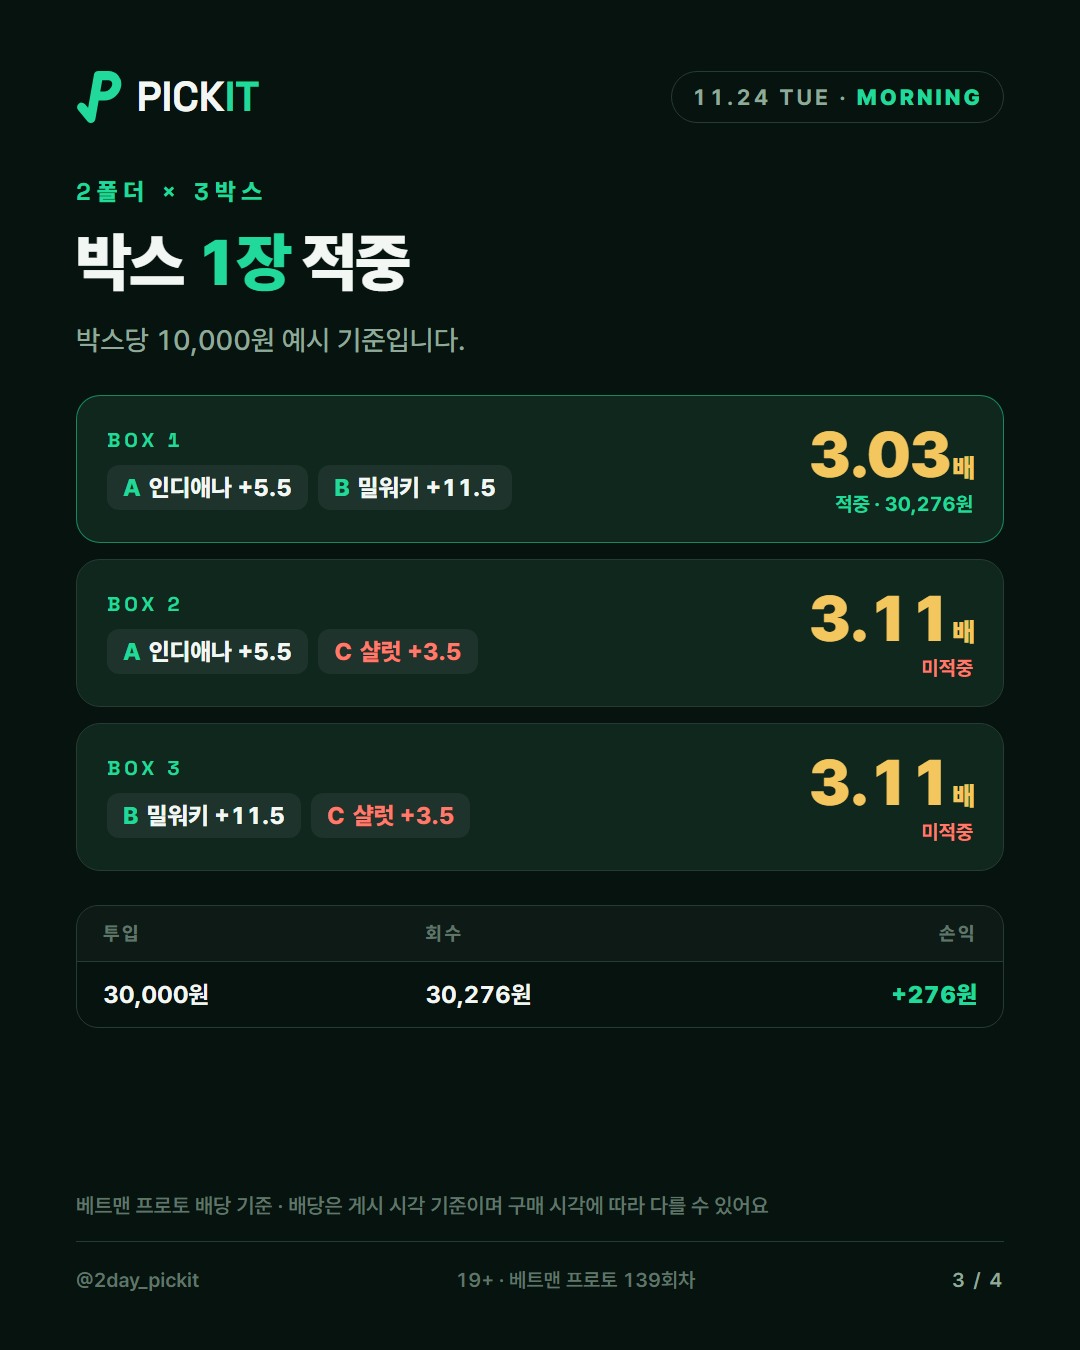 PICKIT
11.24 TUE · MORNING
2폴더 × 3박스
박스 1장 적중
박스당 10,000원 예시 기준입니다.
BOX 1
A 인디애나 +5.5 B 밀워키 +11.5
3.03배
적중 · 30,276원
BOX 2
A 인디애나 +5.5 C 샬럿 +3.5
3.11배
미적중
BOX 3
B 밀워키 +11.5 C 샬럿 +3.5
3.11배
미적중
투입 회수 손익
30,000원 30,276원 +276원
베트맨 프로토 배당 기준 · 배당은 게시 시각 기준이며 구매 시각에 따라 다를 수 있어요
@2day_pickit 19+ · 베트맨 프로토 139회차 3 / 4